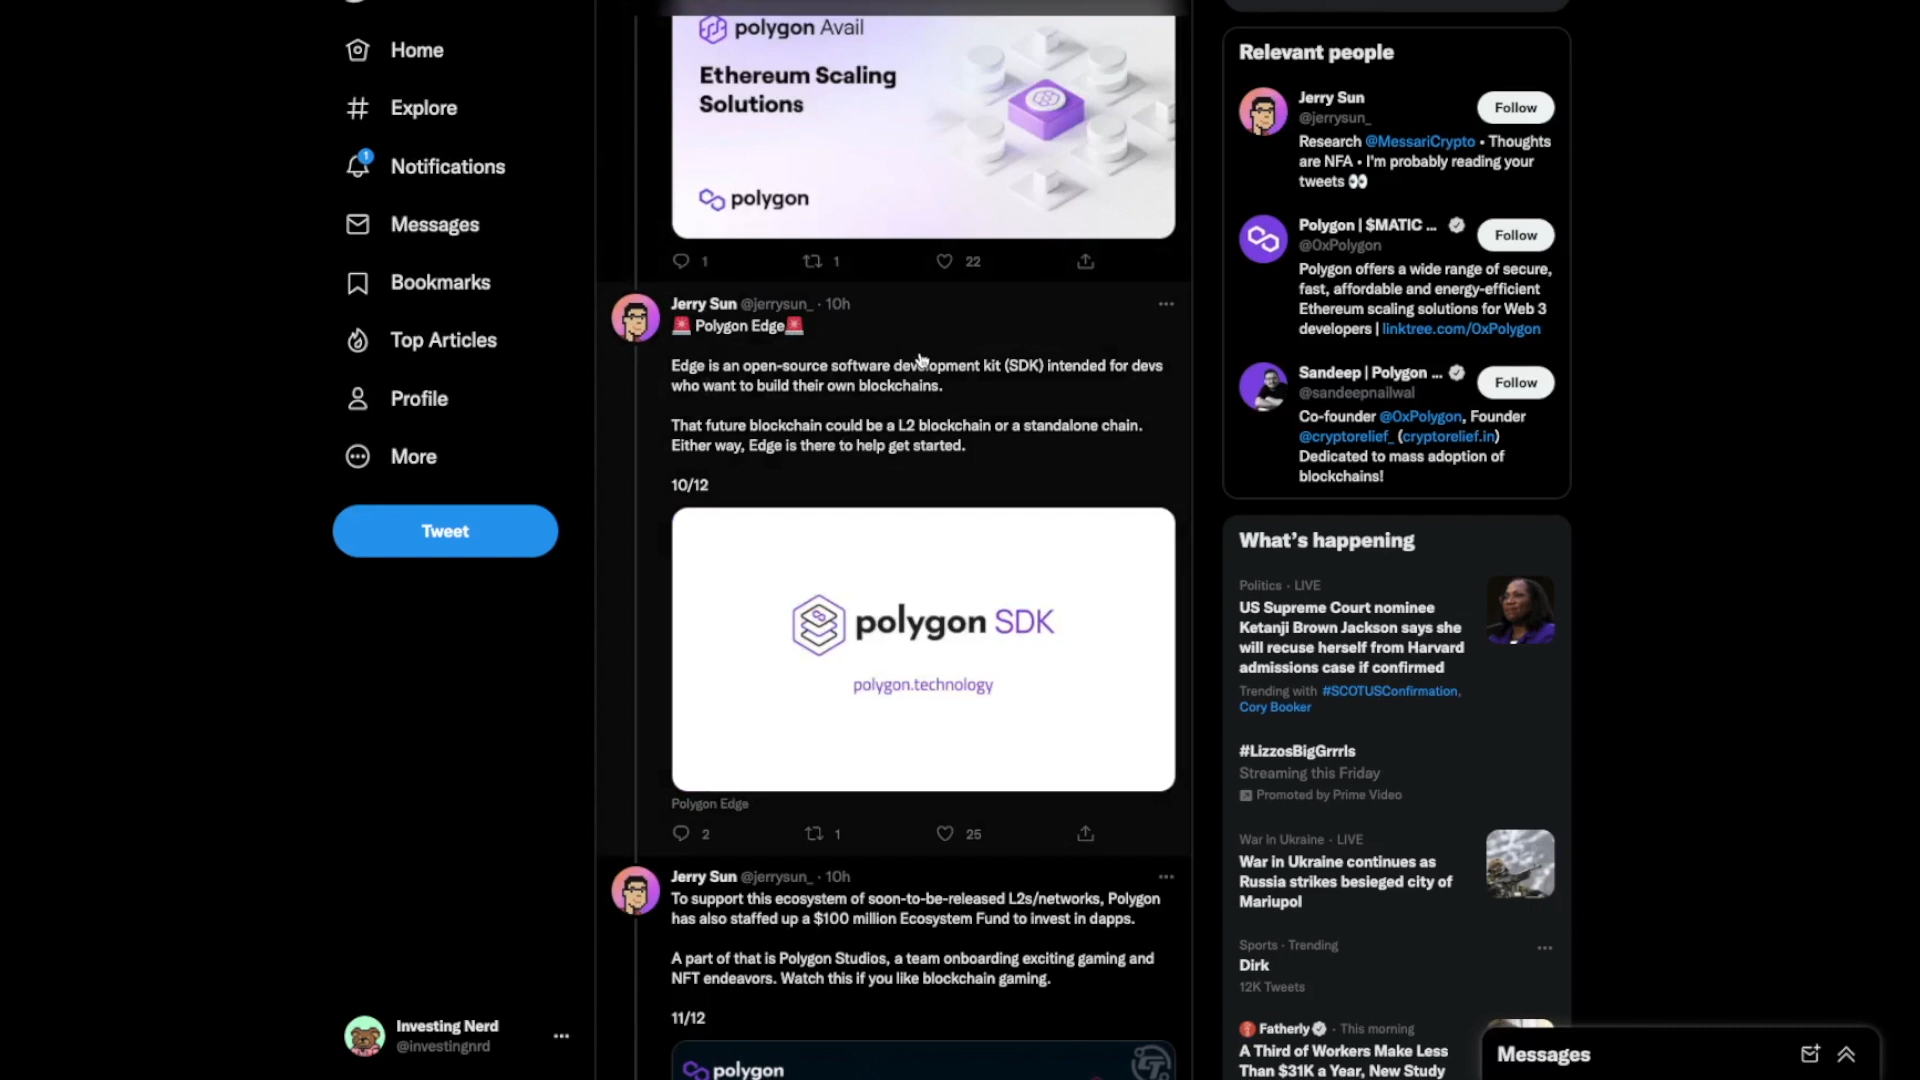 Home
Explore
1
Notifications
Messages
Bookmarks
Top Articles
Profile
More
Tweet
Investing Nerd
@investingnrd
polygon Avail
Ethereum Scaling
Solutions
polygon
1 1 22
Jerry Sun @jerrysun_ · 10h
🚨 Polygon Edge🚨
Edge is an open-source software development kit (SDK) intended for devs
who want to build their own blockchains.
That future blockchain could be a L2 blockchain or a standalone chain.
Either way, Edge is there to help get started.
10/12
polygon SDK
polygon.technology
Polygon Edge
2 1 25
Jerry Sun @jerrysun_ · 10h
To support this ecosystem of soon-to-be-released L2s/networks, Polygon
has also staffed up a $100 million Ecosystem Fund to invest in dapps.
A part of that is Polygon Studios, a team onboarding exciting gaming and
NFT endeavors. Watch this if you like blockchain gaming.
11/12
polygon
Relevant people
Jerry Sun
@jerrysun_
Follow
Research @MessariCrypto • Thoughts
are NFA • I'm probably reading your
tweets 👀
Polygon | $MATIC ...
@0xPolygon
Follow
Polygon offers a wide range of secure,
fast, affordable and energy-efficient
Ethereum scaling solutions for Web 3
developers | linktree.com/0xPolygon
Sandeep | Polygon ...
@sandeepnailwal
Follow
Co-founder @0xPolygon, Founder
@cryptorelief_ (cryptorelief.in)
Dedicated to mass adoption of
blockchains!
What's happening
Politics · LIVE
US Supreme Court nominee
Ketanji Brown Jackson says she
will recuse herself from Harvard
admissions case if confirmed
Trending with #SCOTUSConfirmation,
Cory Booker
#LizzosBigGrrrls
Streaming this Friday
Promoted by Prime Video
War in Ukraine · LIVE
War in Ukraine continues as
Russia strikes besieged city of
Mariupol
Sports · Trending
Dirk
12K Tweets
Fatherly · This morning
A Third of Workers Make Less
Than $31K a Year, New Study
Messages